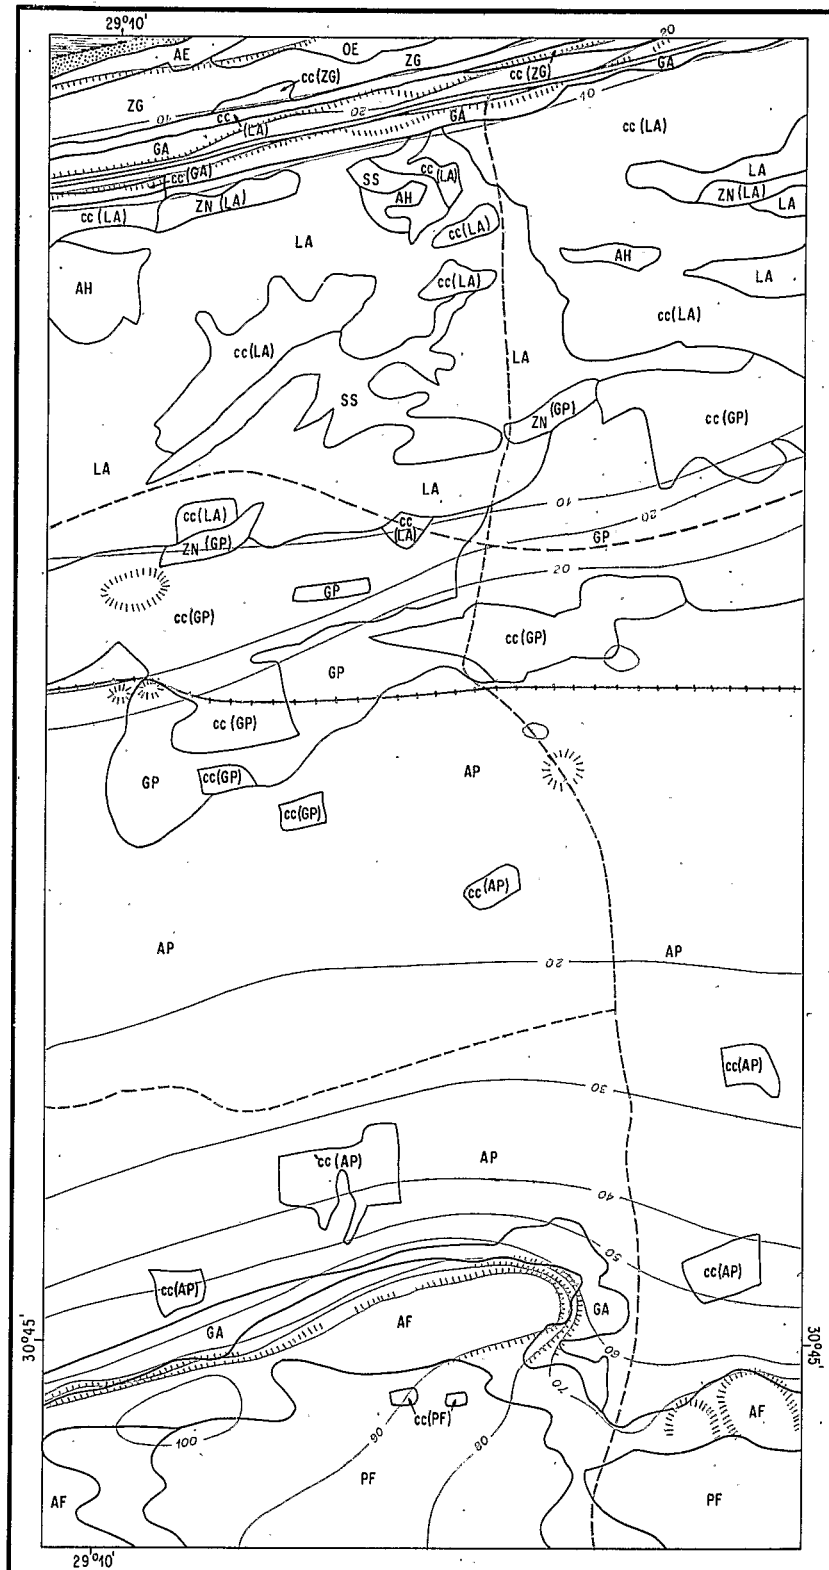 29°10'
AE
OE
ZG
cc(ZG)
cc(ZG)
20
GA
ZG
10
20
cc
(LA)
GA
40
cc(LA)
GA
cc(GA)
SS
cc
(LA)
AH
LA
ZN(LA)
LA
cc(LA)
ZN(LA)
cc(LA)
LA
AH
LA
AH
cc(LA)
cc(LA)
cc(LA)
LA
SS
ZN(GP)
cc(GP)
LA
LA
10
20
cc(LA)
cc
(LA)
GP
ZN(GP)
20
GP
cc(GP)
cc(GP)
GP
cc(GP)
AP
GP
cc(GP)
cc(GP)
cc(AP)
AP
AP
20
cc(AP)
30
cc(AP)
AP
40
50
cc(AP)
cc(AP)
GA
GA
AF
60
30°45'
30°45'
70
cc(PF)
AF
100
90
80
PF
AF
PF
29°10'